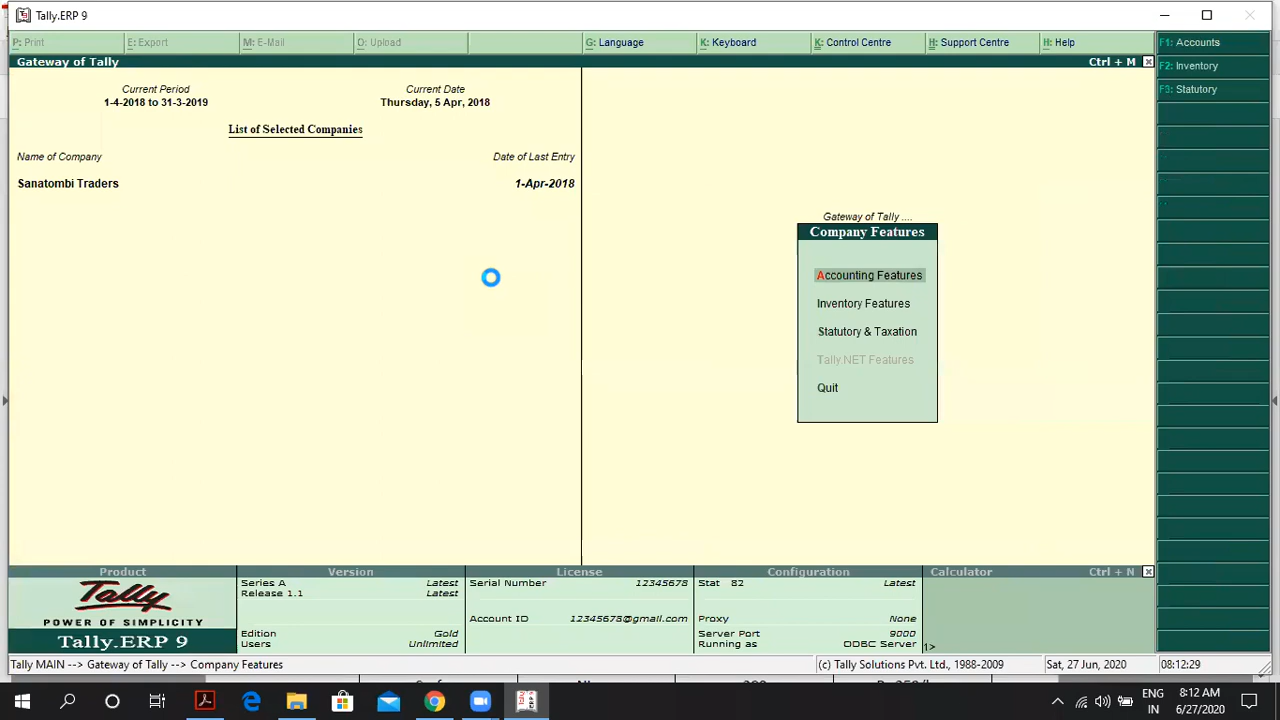 Tally.ERP 9
P: Print E: Export M: E-Mail O: Upload G: Language K: Keyboard K: Control Centre H: Support Centre H: Help F1: Accounts
Gateway of Tally Ctrl + M
F2: Inventory
F3: Statutory
Current Period Current Date
1-4-2018 to 31-3-2019 Thursday, 5 Apr, 2018
List of Selected Companies
Name of Company Date of Last Entry
Sanatombi Traders 1-Apr-2018
Gateway of Tally ....
Company Features
Accounting Features
Inventory Features
Statutory & Taxation
Tally.NET Features
Quit
Product Version License Configuration Calculator Ctrl + N
Tally
POWER OF SIMPLICITY
Tally.ERP 9
Series A Latest
Release 1.1 Latest
Edition Gold
Users Unlimited
Serial Number 12345678
Account ID 12345678@gmail.com
Stat 82 Latest
Proxy None
Server Port 9000
Running as ODBC Server
1>
Tally MAIN --> Gateway of Tally --> Company Features (c) Tally Solutions Pvt. Ltd., 1988-2009 Sat, 27 Jun, 2020 08:12:29
ENG
IN
8:12 AM
6/27/2020